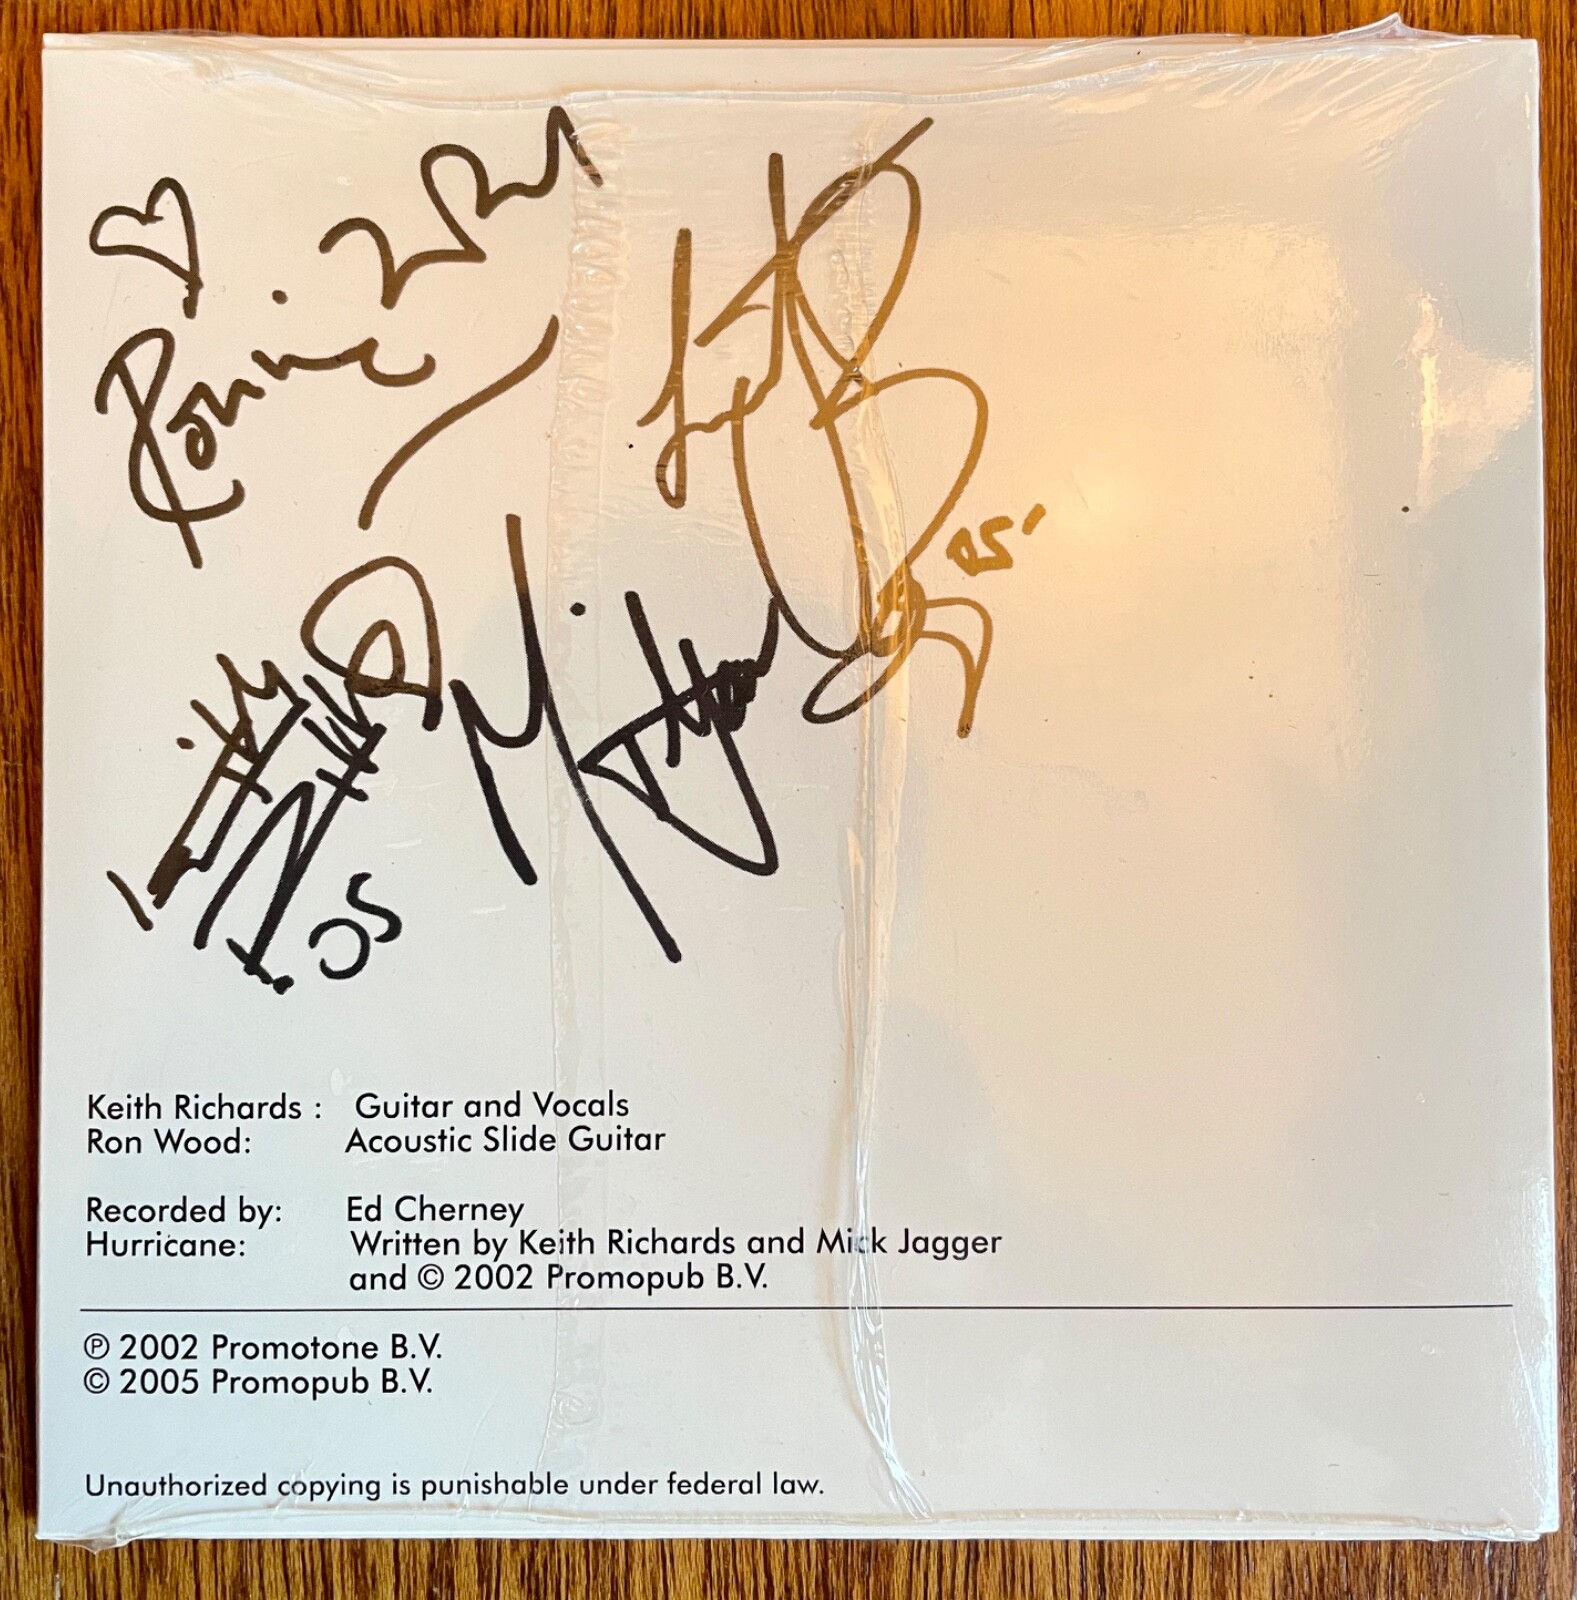 Ronnie Wood
05'
05
Keith Richards : Guitar and Vocals
Ron Wood: Acoustic Slide Guitar
Recorded by: Ed Cherney
Hurricane: Written by Keith Richards and Mick Jagger
and © 2002 Promopub B.V.
℗ 2002 Promotone B.V.
© 2005 Promopub B.V.
Unauthorized copying is punishable under federal law.